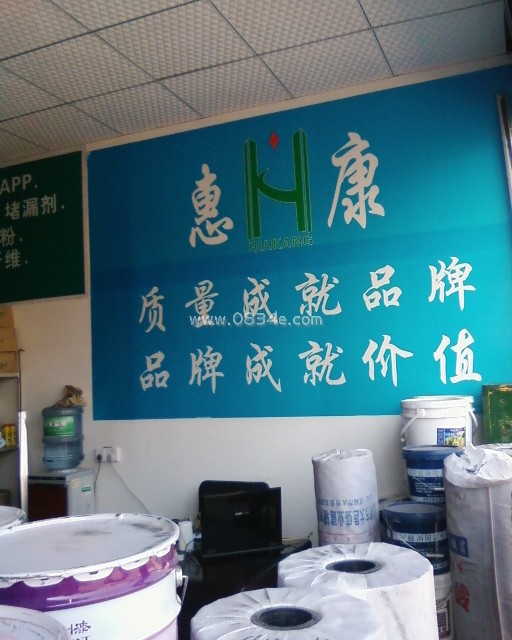 APP、
堵漏剂、
粉、
维、
惠 H 康
HUIKANG
质量成就品牌
www.0834e.com
品牌成就价值
漆